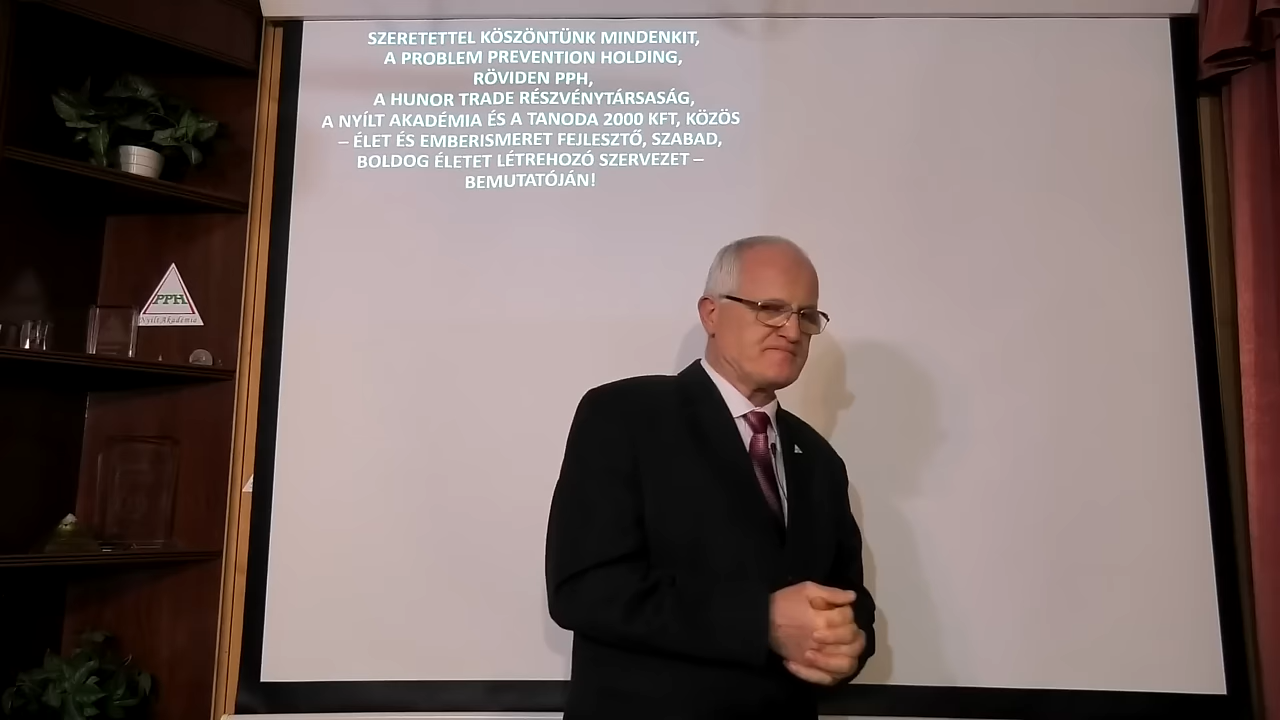 SZERETETTEL KÖSZÖNTÜNK MINDENKIT,
A PROBLEM PREVENTION HOLDING,
RÖVIDEN PPH,
A HUNOR TRADE RÉSZVÉNYTÁRSASÁG,
A NYÍLT AKADÉMIA ÉS A TANODA 2000 KFT, KÖZÖS
– ÉLET ÉS EMBERISMERET FEJLESZTŐ, SZABAD,
BOLDOG ÉLETET LÉTREHOZÓ SZERVEZET –
BEMUTATÓJÁN!
PPH
Nyílt Akadémia